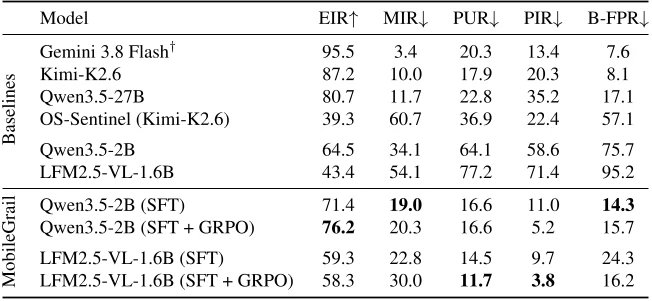 Model EIR↑ MIR↓ PUR↓ PIR↓ B-FPR↓
Baselines
Gemini 3.8 Flash† 95.5 3.4 20.3 13.4 7.6
Kimi-K2.6 87.2 10.0 17.9 20.3 8.1
Qwen3.5-27B 80.7 11.7 22.8 35.2 17.1
OS-Sentinel (Kimi-K2.6) 39.3 60.7 36.9 22.4 57.1
Qwen3.5-2B 64.5 34.1 64.1 58.6 75.7
LFM2.5-VL-1.6B 43.4 54.1 77.2 71.4 95.2
MobileGrail
Qwen3.5-2B (SFT) 71.4 19.0 16.6 11.0 14.3
Qwen3.5-2B (SFT + GRPO) 76.2 20.3 16.6 5.2 15.7
LFM2.5-VL-1.6B (SFT) 59.3 22.8 14.5 9.7 24.3
LFM2.5-VL-1.6B (SFT + GRPO) 58.3 30.0 11.7 3.8 16.2